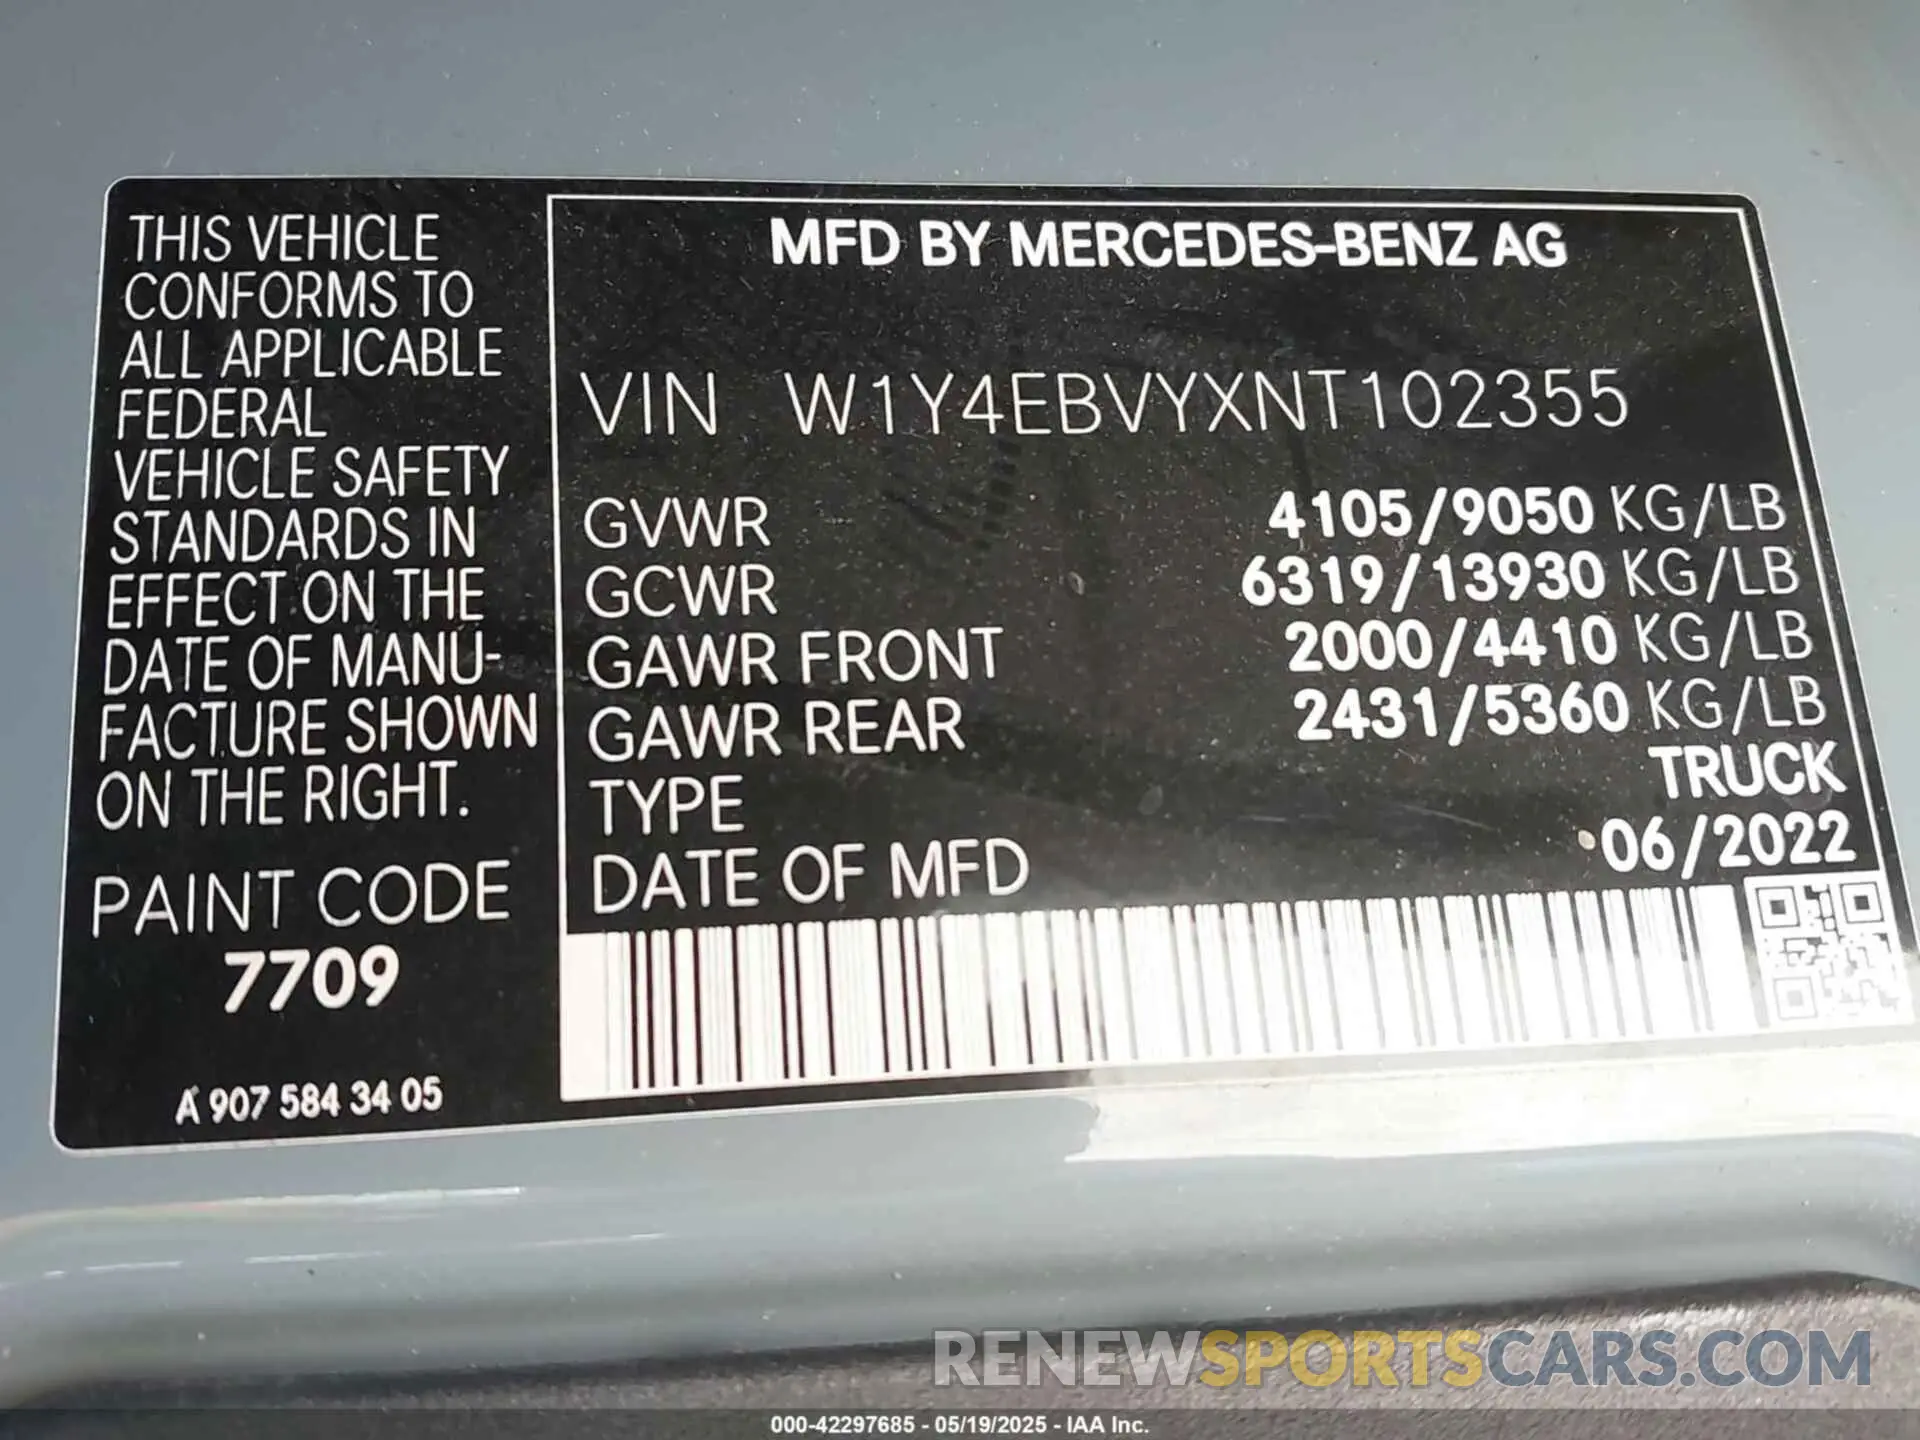 THIS VEHICLE
CONFORMS TO
ALL APPLICABLE
FEDERAL
VEHICLE SAFETY
STANDARDS IN
EFFECT ON THE
DATE OF MANU-
FACTURE SHOWN
ON THE RIGHT.
PAINT CODE
7709
A 907 584 34 05
MFD BY MERCEDES-BENZ AG
VIN W1Y4EBVYXNT102355
GVWR 4105/9050 KG/LB
GCWR 6319/13930 KG/LB
GAWR FRONT 2000/4410 KG/LB
GAWR REAR 2431/5360 KG/LB
TYPE TRUCK
DATE OF MFD 06/2022
RENEWSPORTSCARS.COM
000-42297685 - 05/19/2025 - IAA Inc.